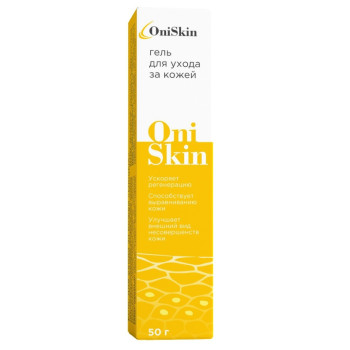 OniSkin
гель
для ухода
за кожей
Oni
Skin
Ускоряет
регенерацию
Способствует
выравниванию
кожи
Улучшает
внешний вид
несовершенств
кожи
50 г